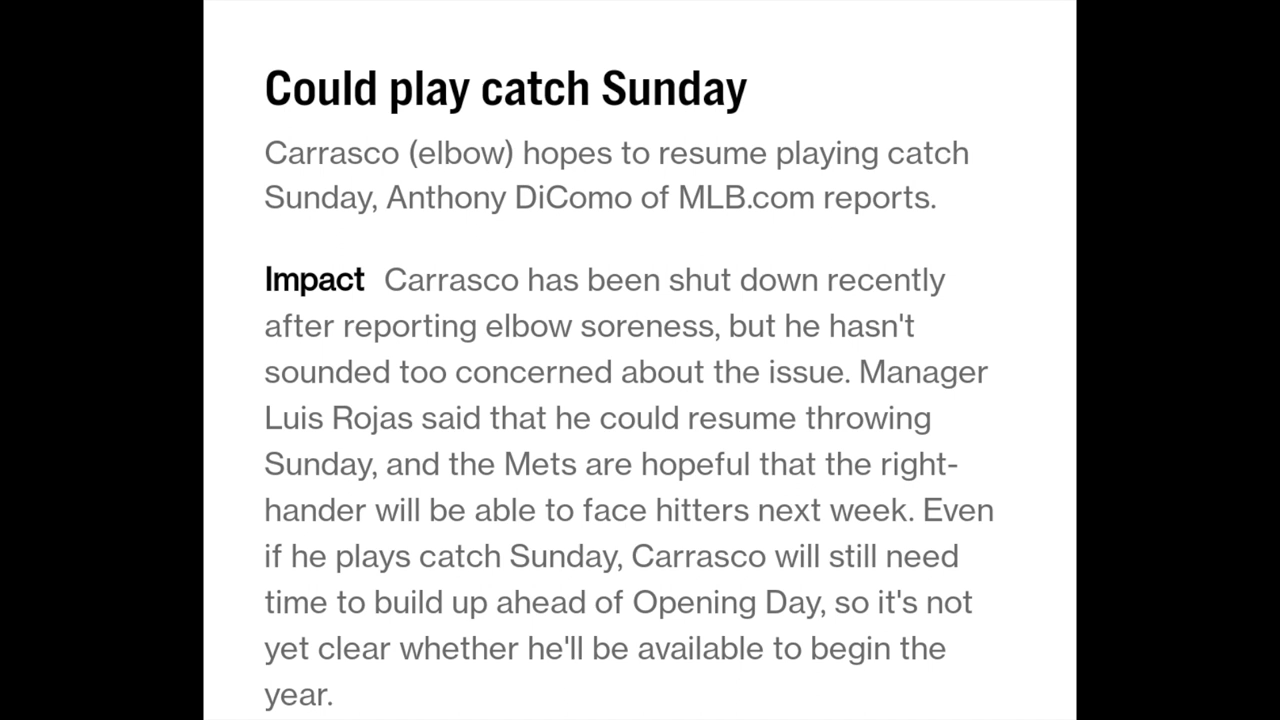 Could play catch Sunday
Carrasco (elbow) hopes to resume playing catch
Sunday, Anthony DiComo of MLB.com reports.
Impact Carrasco has been shut down recently
after reporting elbow soreness, but he hasn't
sounded too concerned about the issue. Manager
Luis Rojas said that he could resume throwing
Sunday, and the Mets are hopeful that the right-
hander will be able to face hitters next week. Even
if he plays catch Sunday, Carrasco will still need
time to build up ahead of Opening Day, so it's not
yet clear whether he'll be available to begin the
year.